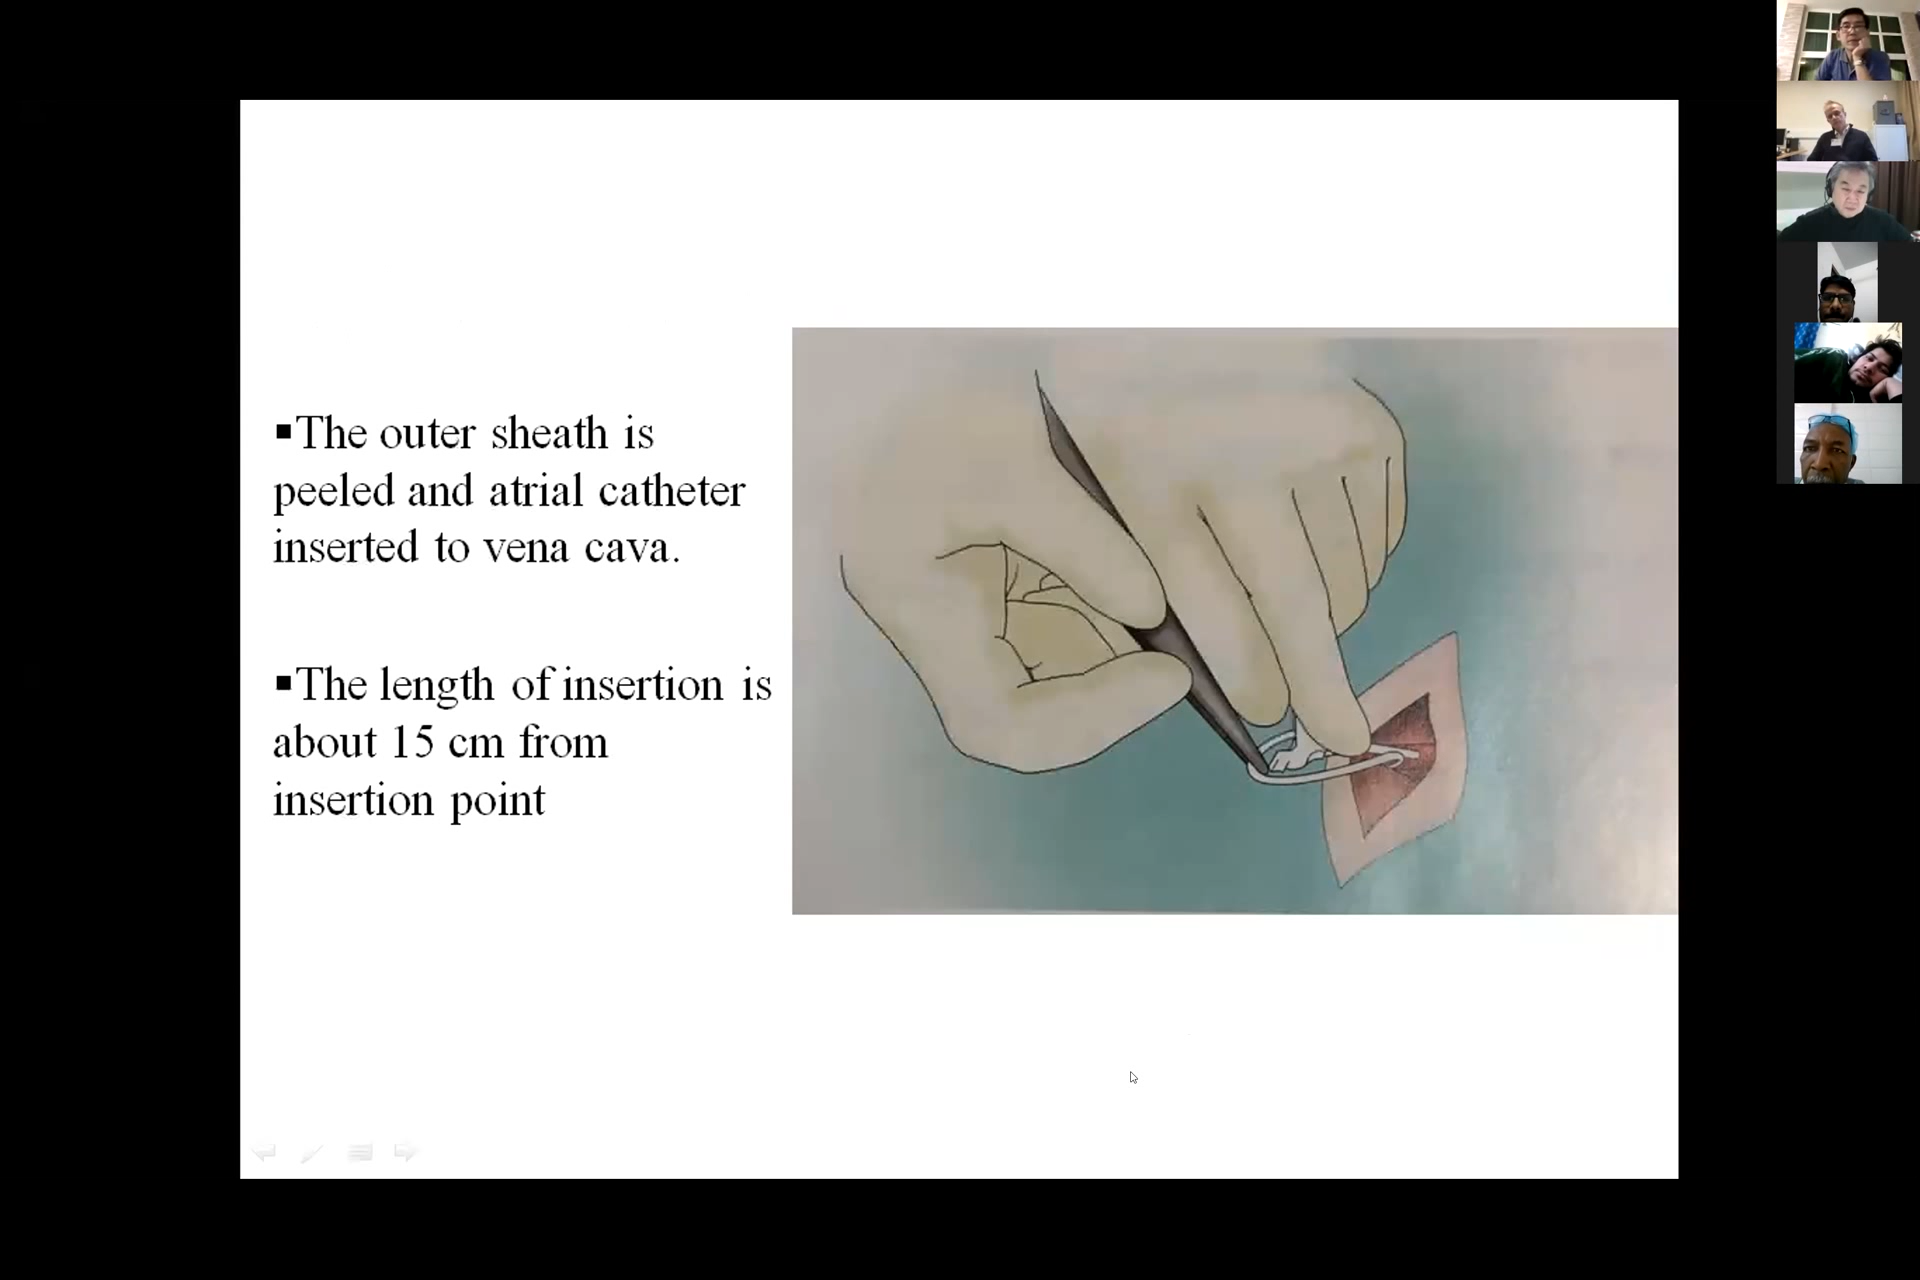 ▪The outer sheath is
peeled and atrial catheter
inserted to vena cava.
▪The length of insertion is
about 15 cm from
insertion point